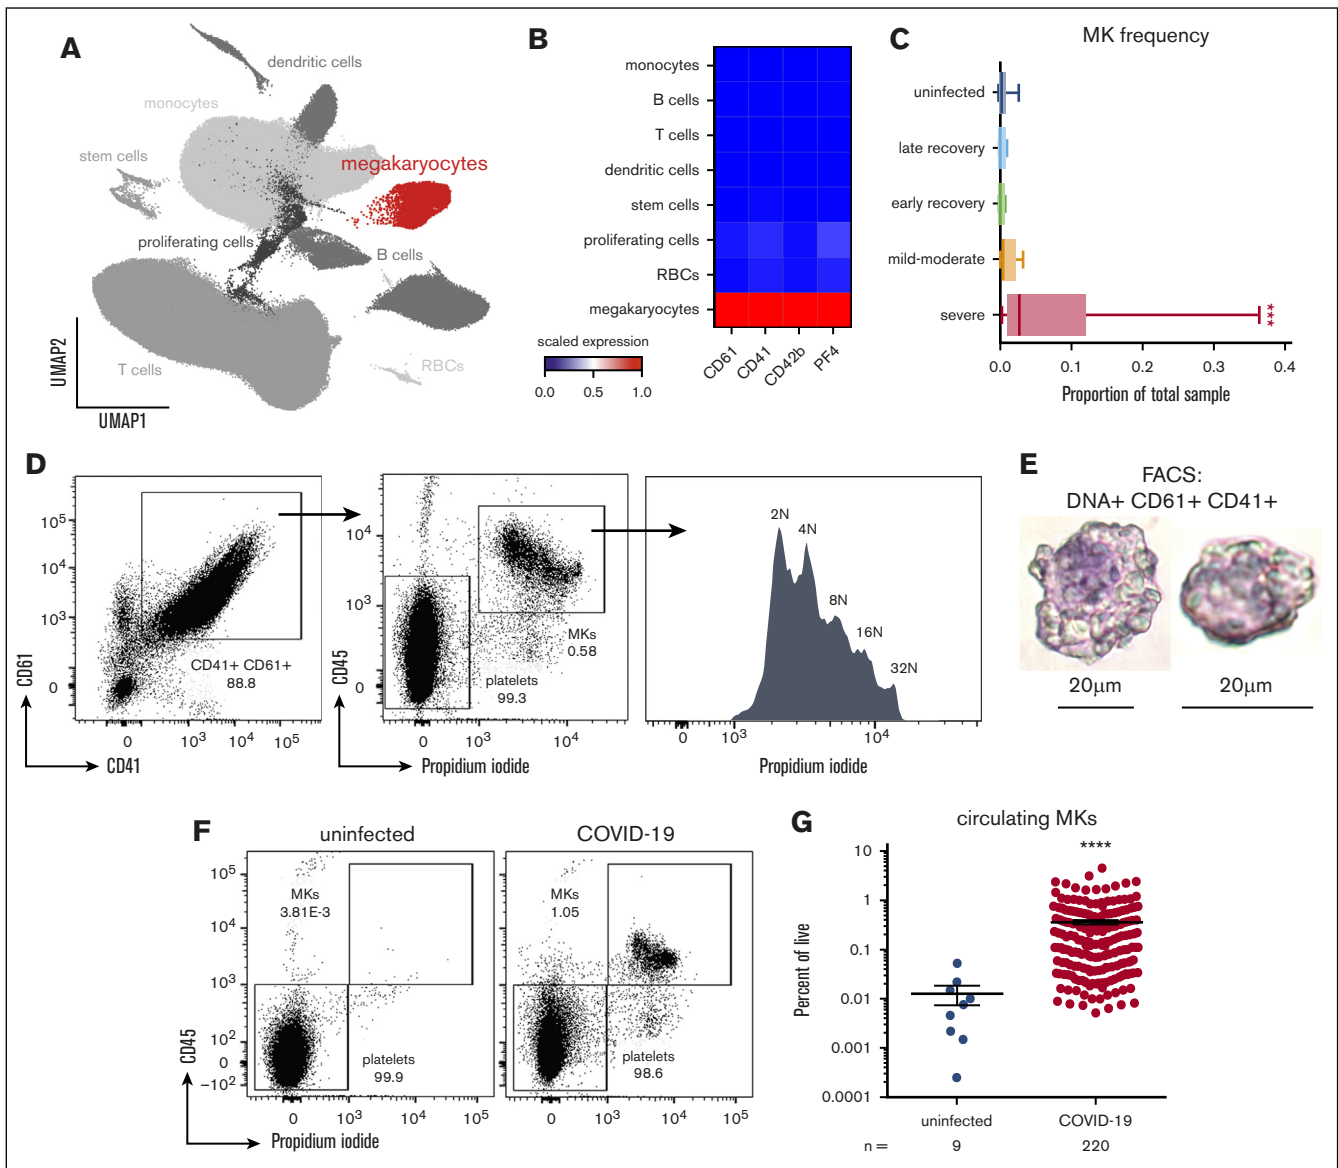 A
dendritic cells
monocytes
stem cells
megakaryocytes
proliferating cells
B cells
T cells
RBCs
UMAP2
UMAP1
B
monocytes
B cells
T cells
dendritic cells
stem cells
proliferating cells
RBCs
megakaryocytes
CD61 CD41 CD42b PF4
scaled expression
0.0 0.5 1.0
C
MK frequency
uninfected
late recovery
early recovery
mild-moderate
severe
***
0.0 0.1 0.2 0.3 0.4
Proportion of total sample
D
10^5
10^4
10^3
0
CD61
CD41+ CD61+
88.8
0 10^3 10^4 10^5
CD41
10^4
10^3
0
CD45
MKs
0.58
platelets
99.3
0 10^3 10^4
Propidium iodide
2N
4N
8N
16N
32N
0 10^3 10^4
Propidium iodide
E
FACS:
DNA+ CD61+ CD41+
20μm 20μm
F
uninfected
10^5
10^4
10^3
10^2
0
−10^2
CD45
MKs
3.81E-3
platelets
99.9
0 10^3 10^4 10^5
Propidium iodide
COVID-19
MKs
1.05
platelets
98.6
0 10^3 10^4 10^5
G
circulating MKs
****
10
1
0.1
0.01
0.001
0.0001
Percent of live
uninfected COVID-19
n = 9 220